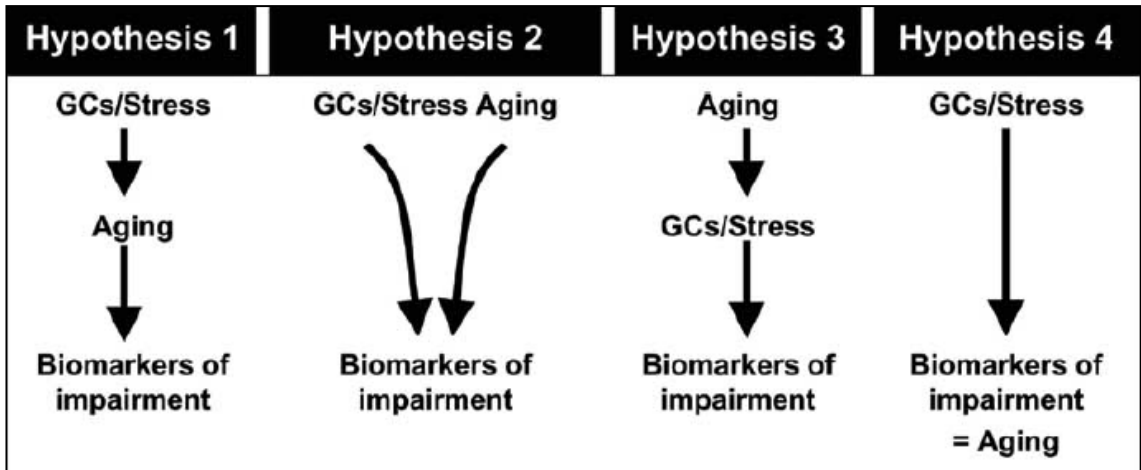 Hypothesis 1
GCs/Stress
Aging
Biomarkers of
impairment
Hypothesis 2
GCs/Stress Aging
Biomarkers of
impairment
Hypothesis 3
Aging
GCs/Stress
Biomarkers of
impairment
Hypothesis 4
GCs/Stress
Biomarkers of
impairment
= Aging